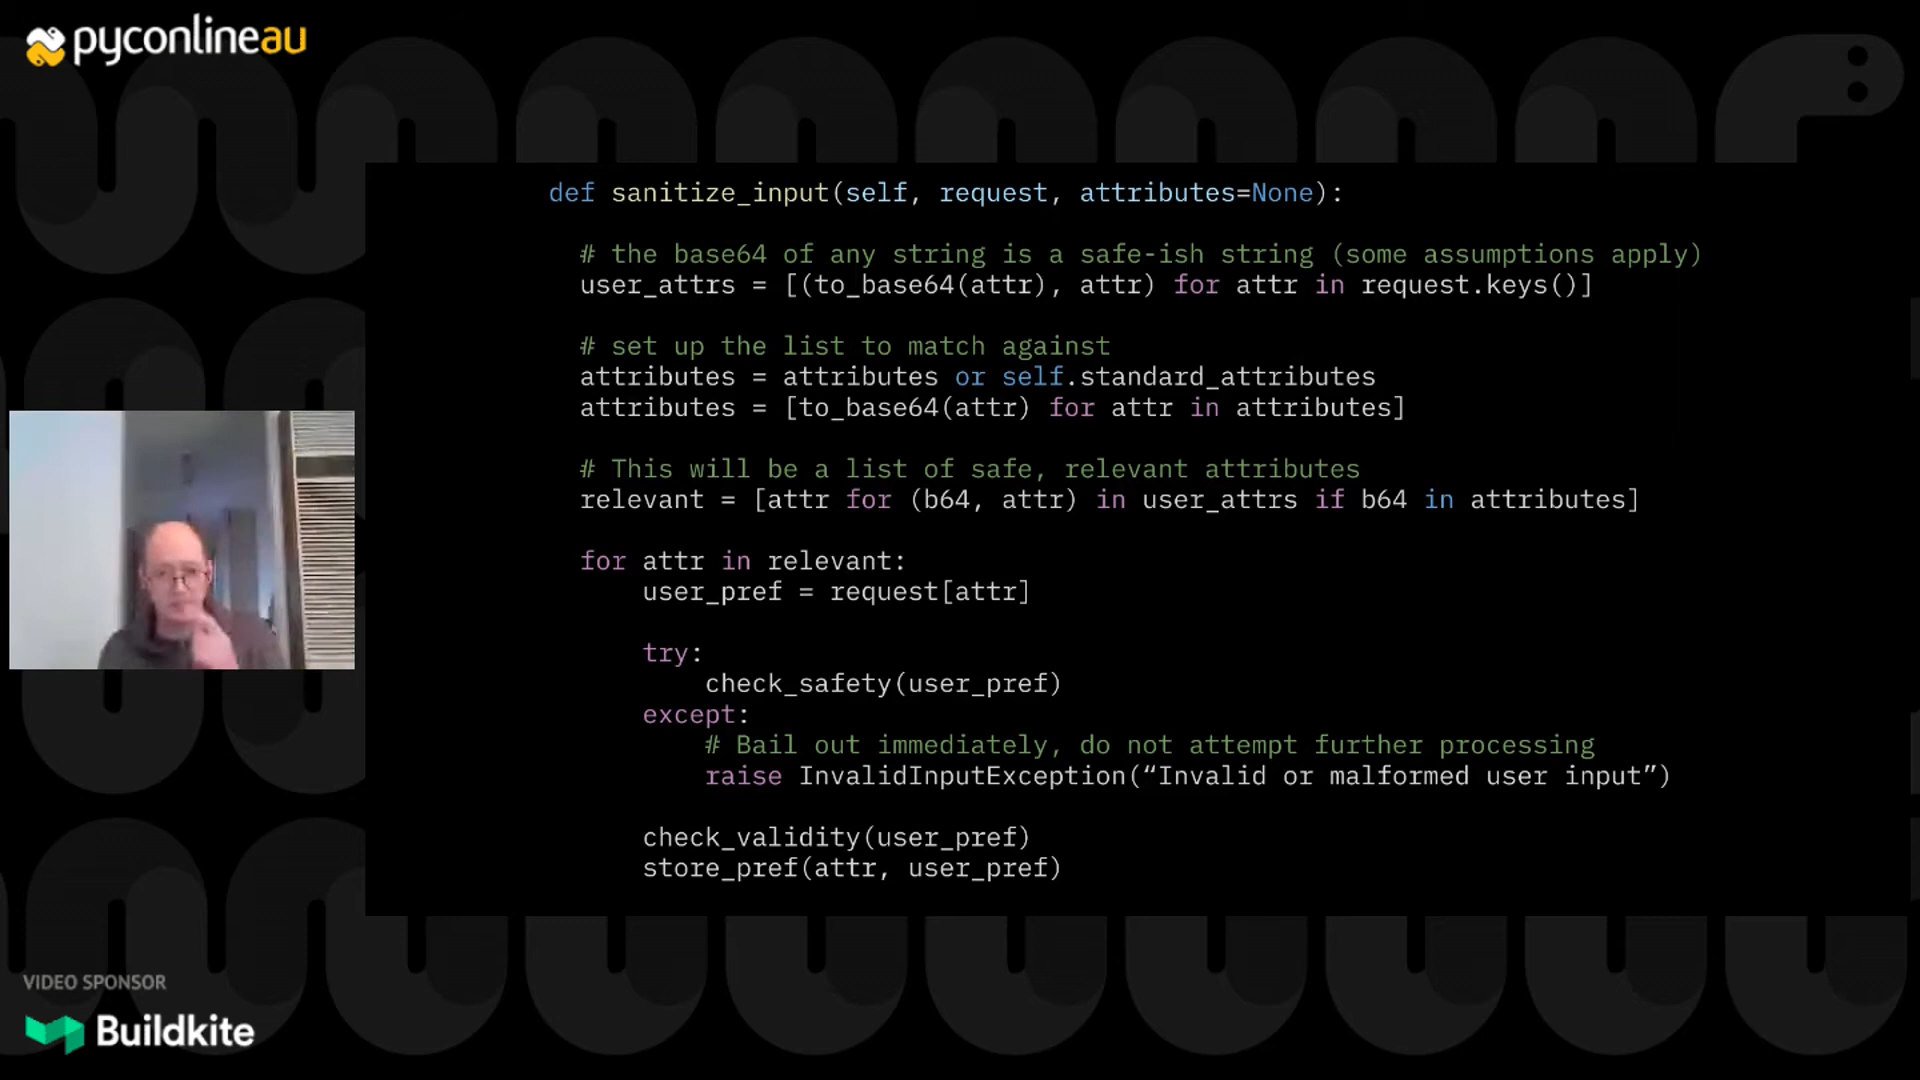 pyconlineau
def sanitize_input(self, request, attributes=None):
# the base64 of any string is a safe-ish string (some assumptions apply)
user_attrs = [(to_base64(attr), attr) for attr in request.keys()]
# set up the list to match against
attributes = attributes or self.standard_attributes
attributes = [to_base64(attr) for attr in attributes]
# This will be a list of safe, relevant attributes
relevant = [attr for (b64, attr) in user_attrs if b64 in attributes]
for attr in relevant:
user_pref = request[attr]
try:
check_safety(user_pref)
except:
# Bail out immediately, do not attempt further processing
raise InvalidInputException(“Invalid or malformed user input”)
check_validity(user_pref)
store_pref(attr, user_pref)
VIDEO SPONSOR
Buildkite